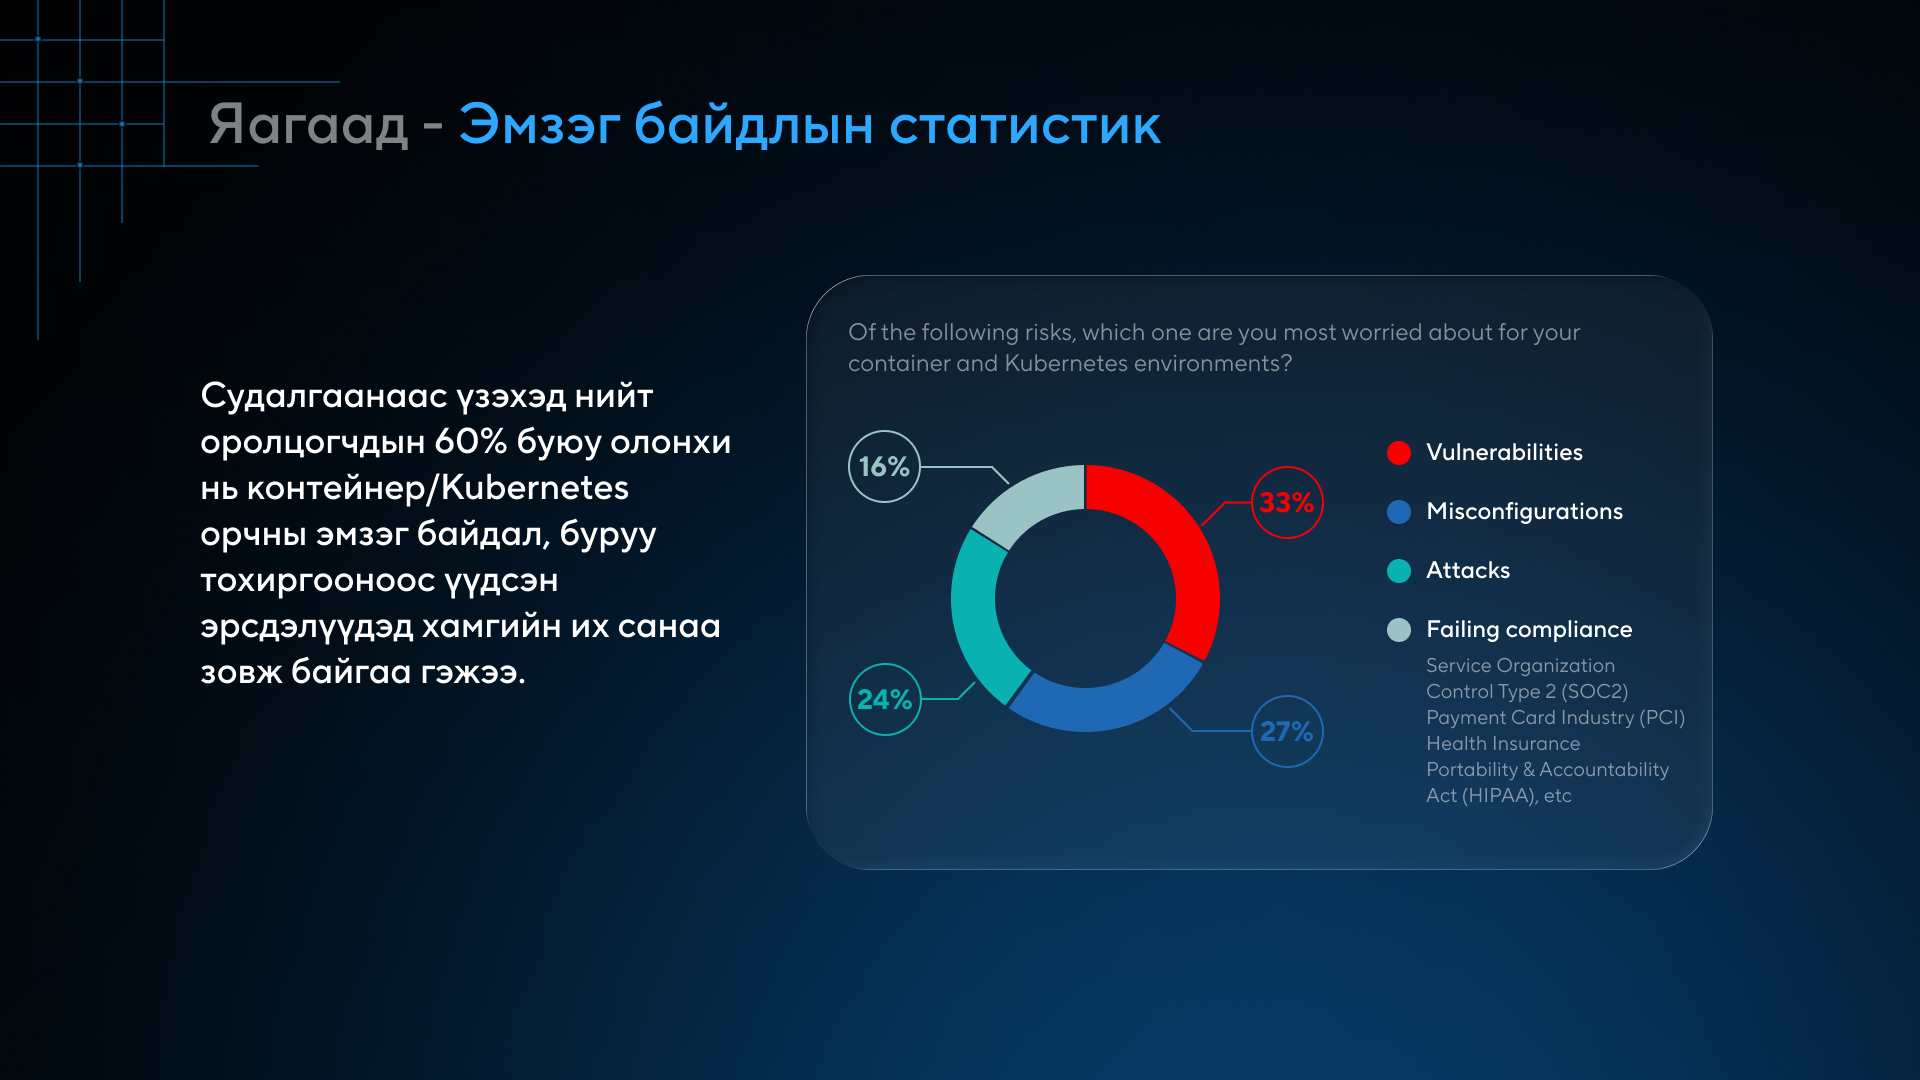 Яагаад - Эмзэг байдлын статистик
Судалгаанаас үзэхэд нийт
оролцогчдын 60% буюу олонхи
нь контейнер/Kubernetes
орчны эмзэг байдал, буруу
тохиргооноос үүдсэн
эрсдэлүүдэд хамгийн их санаа
зовж байгаа гэжээ.
Of the following risks, which one are you most worried about for your
container and Kubernetes environments?
16%
33%
24%
27%
Vulnerabilities
Misconfigurations
Attacks
Failing compliance
Service Organization
Control Type 2 (SOC2)
Payment Card Industry (PCI)
Health Insurance
Portability & Accountability
Act (HIPAA), etc